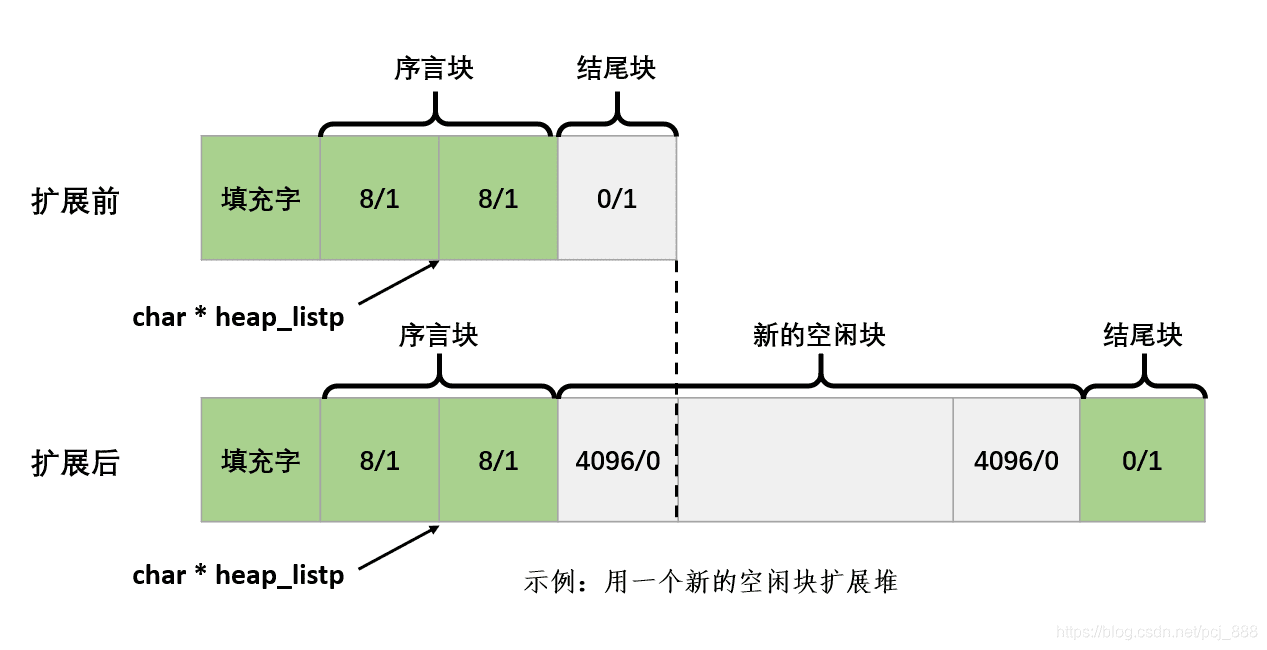 序言块 结尾块
扩展前 填充字 8/1 8/1 0/1
char * heap_listp
序言块 新的空闲块 结尾块
扩展后 填充字 8/1 8/1 4096/0 4096/0 0/1
char * heap_listp
示例：用一个新的空闲块扩展堆
https://blog.csdn.net/pcj_888